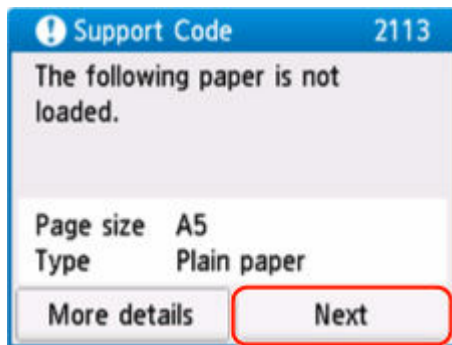 Support Code 2113
The following paper is not
loaded.
Page size A5
Type Plain paper
More details Next